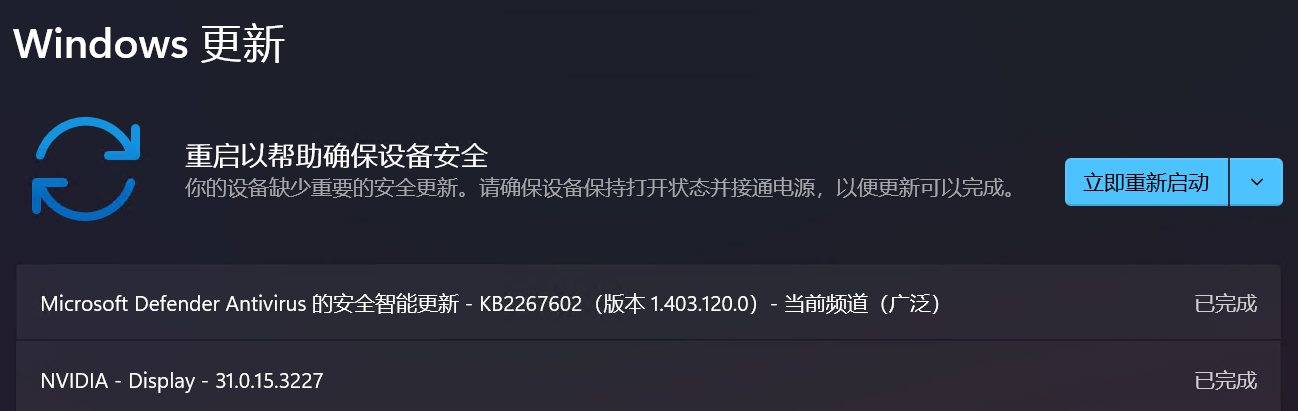 Windows 更新
重启以帮助确保设备安全
你的设备缺少重要的安全更新。请确保设备保持打开状态并接通电源，以便更新可以完成。
立即重新启动
Microsoft Defender Antivirus 的安全智能更新 - KB2267602（版本 1.403.120.0）- 当前频道（广泛）
已完成
NVIDIA - Display - 31.0.15.3227
已完成